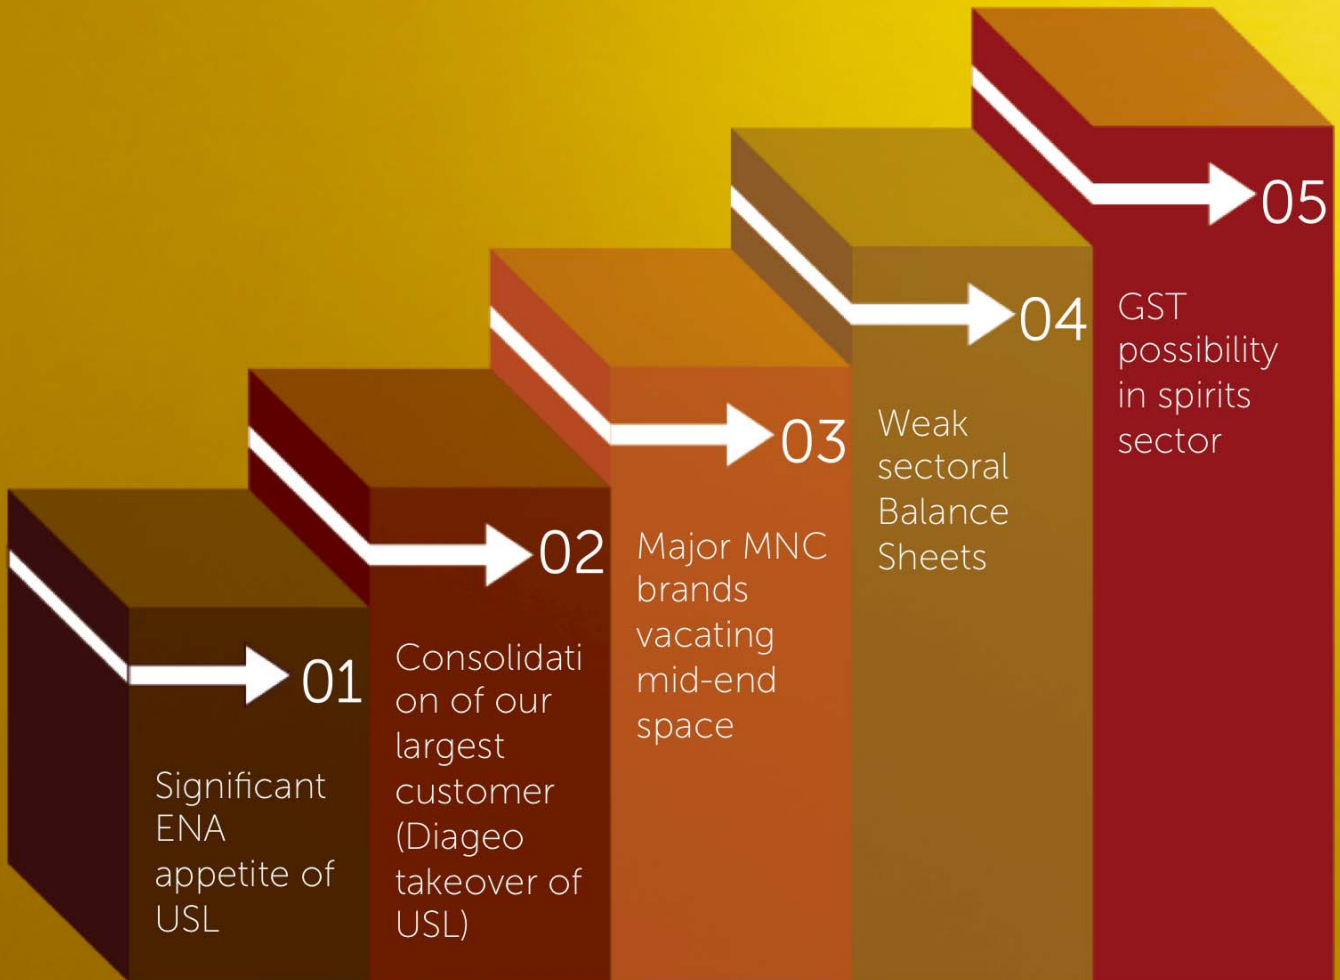 01
Significant
ENA
appetite of
USL
02
Consolidati
on of our
largest
customer
(Diageo
takeover of
USL)
03
Major MNC
brands
vacating
mid-end
space
04
Weak
sectoral
Balance
Sheets
05
GST
possibility
in spirits
sector